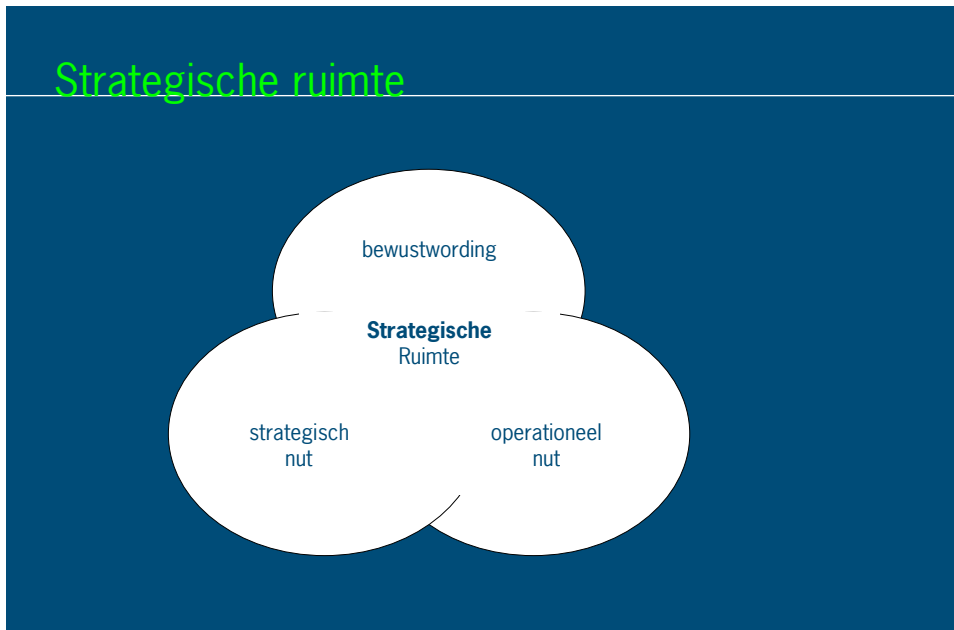 Strategische ruimte
bewustwording
Strategische
Ruimte
strategisch
nut
operationeel
nut